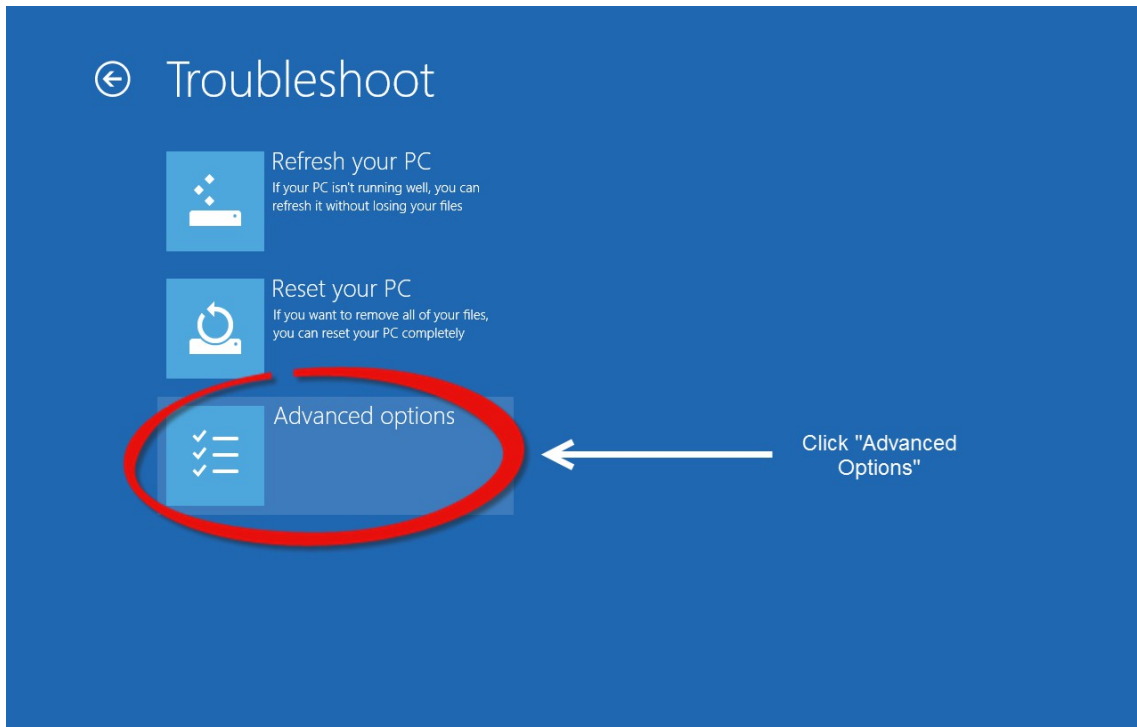 Troubleshoot
Refresh your PC
If your PC isn't running well, you can
refresh it without losing your files
Reset your PC
If you want to remove all of your files,
you can reset your PC completely
Advanced options
Click "Advanced
Options"